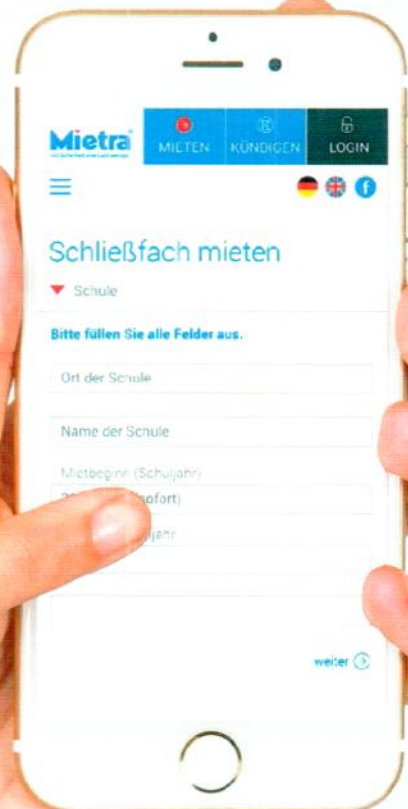 Mietra
MIETEN
KÜNDIGEN
LOGIN
Schließfach mieten
Schule
Bitte füllen Sie alle Felder aus.
Ort der Schule
Name der Schule
Mietbeginn (Schuljahr)
weiter